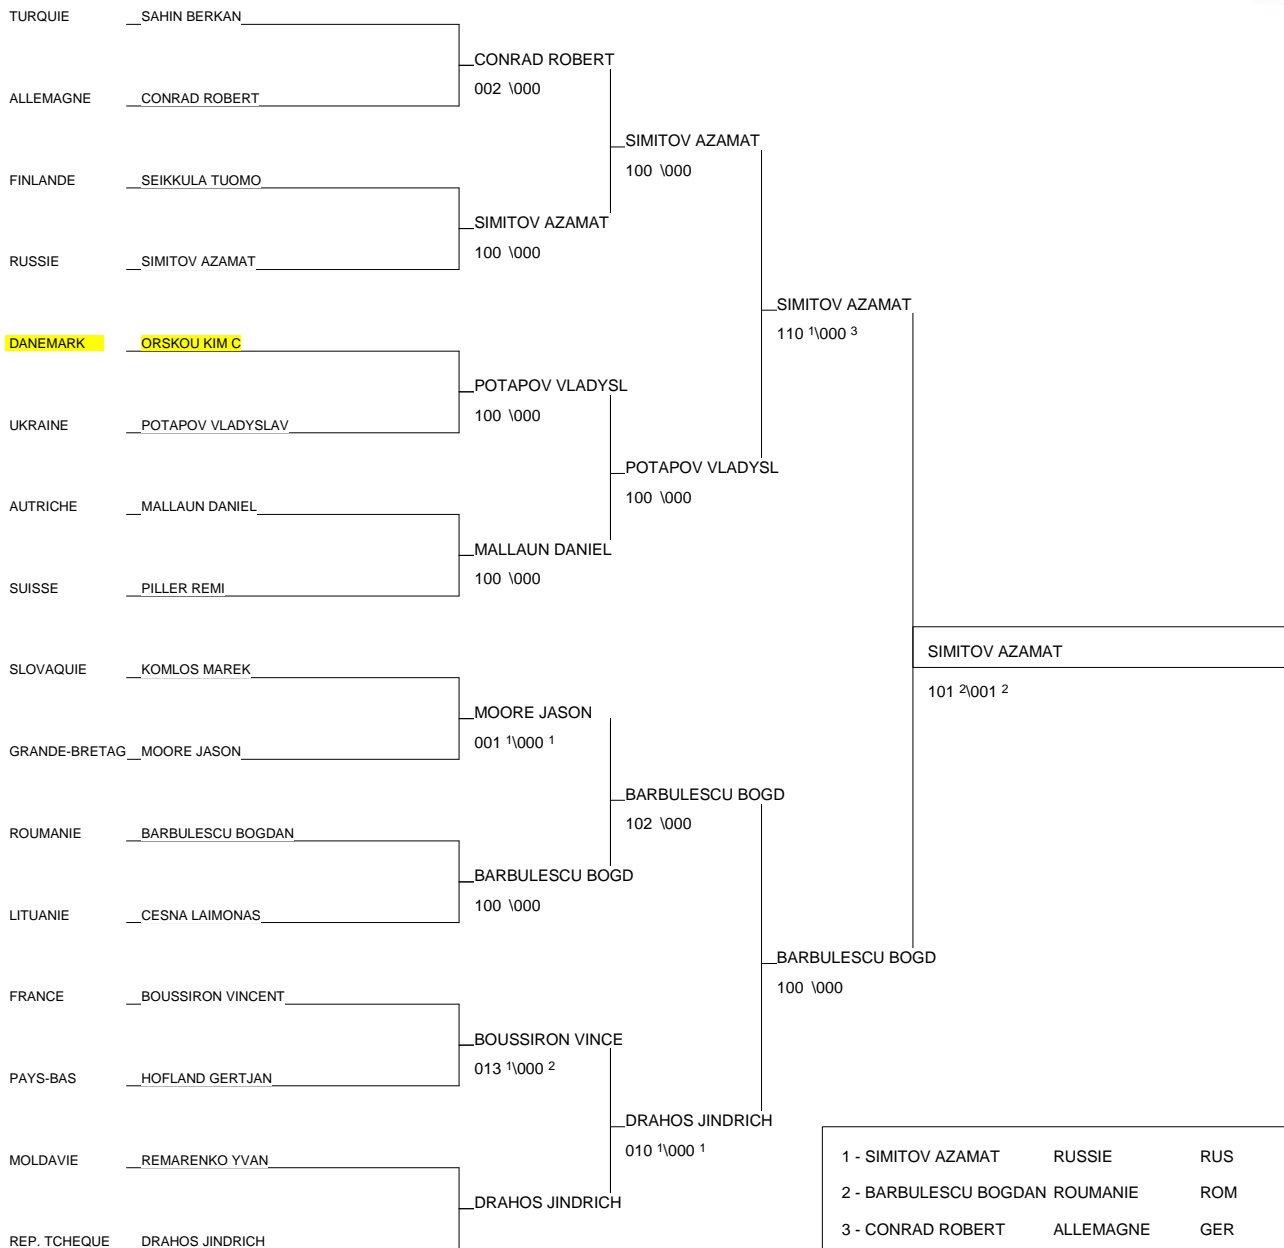 TURQUIE SAHIN BERKAN
CONRAD ROBERT
002 \000
ALLEMAGNE CONRAD ROBERT
SIMITOV AZAMAT
100 \000
FINLANDE SEIKKULA TUOMO
SIMITOV AZAMAT
100 \000
RUSSIE SIMITOV AZAMAT
SIMITOV AZAMAT
110 1\000 3
DANEMARK ORSKOU KIM C
POTAPOV VLADYSL
100 \000
UKRAINE POTAPOV VLADYSLAV
POTAPOV VLADYSL
100 \000
AUTRICHE MALLAUN DANIEL
MALLAUN DANIEL
100 \000
SUISSE PILLER REMI
SIMITOV AZAMAT
101 2\001 2
SLOVAQUIE KOMLOS MAREK
MOORE JASON
001 1\000 1
GRANDE-BRETAG MOORE JASON
BARBULESCU BOGD
102 \000
ROUMANIE BARBULESCU BOGDAN
BARBULESCU BOGD
100 \000
LITUANIE CESNA LAIMONAS
BARBULESCU BOGD
100 \000
FRANCE BOUSSIRON VINCENT
BOUSSIRON VINCE
013 1\000 2
PAYS-BAS HOFLAND GERTJAN
DRAHOS JINDRICH
010 1\000 1
MOLDAVIE REMARENKO YVAN
DRAHOS JINDRICH
REP. TCHEQUE DRAHOS JINDRICH
1 - SIMITOV AZAMAT RUSSIE RUS
2 - BARBULESCU BOGDAN ROUMANIE ROM
3 - CONRAD ROBERT ALLEMAGNE GER